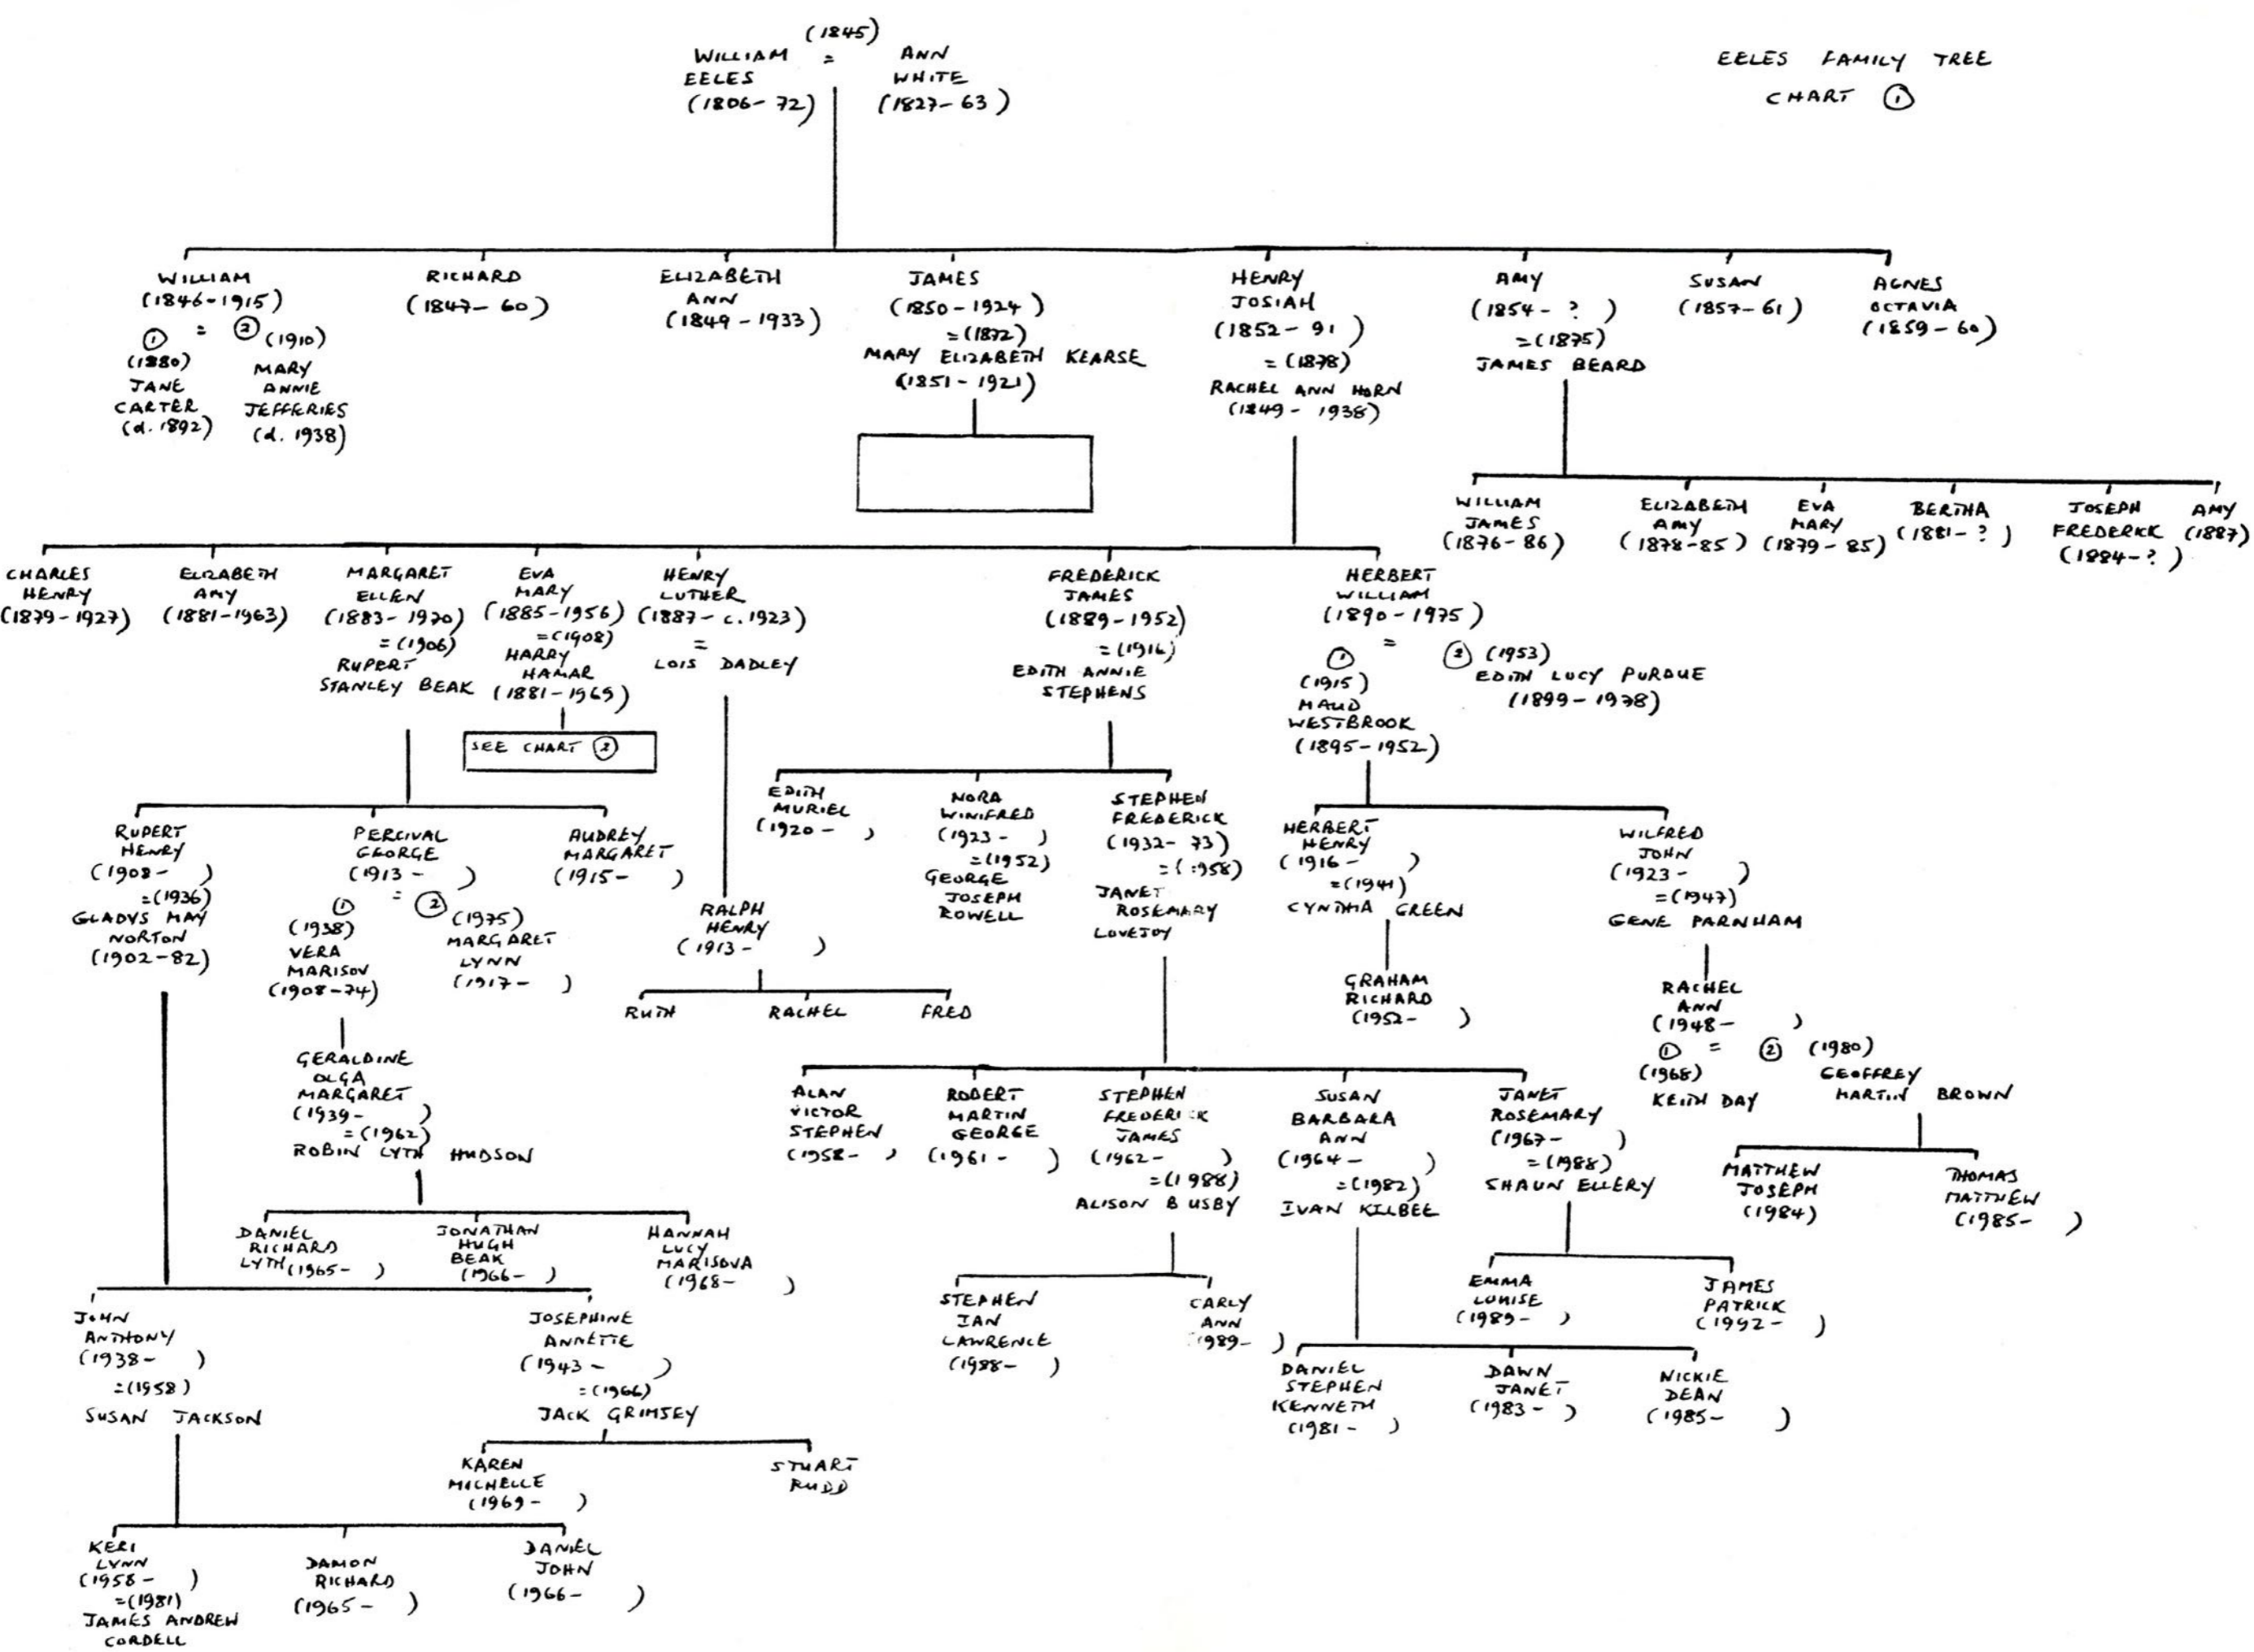 EELES FAMILY TREE
CHART ①
(1845)
WILLIAM = ANN
EELES WHITE
(1806-72) (1827-63)
WILLIAM
(1846-1915)
① = ② (1910)
(1880)
JANE
CARTER
(d. 1892)
MARY
ANNIE
JEFFERIES
(d. 1938)
RICHARD
(1847-60)
ELIZABETH
ANN
(1849-1933)
JAMES
(1850-1924)
=(1872)
MARY ELIZABETH KEARSE
(1851-1921)
HENRY
JOSIAH
(1852-91)
=(1878)
RACHEL ANN HORN
(1849-1938)
AMY
(1854-?)
=(1875)
JAMES BEARD
SUSAN
(1857-61)
AGNES
OCTAVIA
(1859-60)
WILLIAM
JAMES
(1876-86)
ELIZABETH
AMY
(1878-85)
EVA
MARY
(1879-85)
BERTHA
(1881-?)
JOSEPH
FREDERICK
(1884-?)
AMY
(1887)
CHARLES
HENRY
(1879-1927)
ELIZABETH
AMY
(1881-1963)
MARGARET
ELLEN
(1883-1970)
=(1906)
RUPERT
STANLEY BEAK
EVA
MARY
(1885-1956)
=(1908)
HARRY
HAMAR
(1881-1969)
SEE CHART ②
HENRY
LUTHER
(1887-c.1923)
=
LOIS DADLEY
FREDERICK
JAMES
(1889-1952)
=(1916)
EDITH ANNIE
STEPHENS
HERBERT
WILLIAM
(1890-1975)
=
①
(1915)
MAUD
WESTBROOK
(1895-1952)
② (1953)
EDITH LUCY PURDUE
(1899-1978)
RUPERT
HENRY
(1908- )
=(1936)
GLADYS MAY
NORTON
(1902-82)
PERCIVAL
GEORGE
(1913- )
① = ②
(1938)
VERA
MARISOV
(1908-74)
(1975)
MARGARET
LYNN
(1917- )
AUDREY
MARGARET
(1915- )
RALPH
HENRY
(1913- )
RUTH
RACHEL
FRED
EDITH
MURIEL
(1920- )
NORA
WINIFRED
(1923- )
=(1952)
GEORGE
JOSEPH
ROWELL
STEPHEN
FREDERICK
(1932-73)
=(1958)
JANET
ROSEMARY
LOVEJOY
HERBERT
HENRY
(1916- )
=(1941)
CYNTHIA GREEN
GRAHAM
RICHARD
(1952- )
WILFRED
JOHN
(1923- )
=(1947)
GENE PARNHAM
RACHEL
ANN
(1948- )
① = ② (1980)
(1968)
KEITH DAY
GEOFFREY
MARTIN BROWN
MATTHEW
JOSEPH
(1984)
THOMAS
MATTHEW
(1985- )
GERALDINE
OLGA
MARGARET
(1939- )
=(1962)
ROBIN LYTH HUDSON
DANIEL
RICHARD
LYTH (1965- )
JONATHAN
HUGH
BEAK
(1966- )
HANNAH
LUCY
MARISOVA
(1968- )
ALAN
VICTOR
STEPHEN
(1958- )
ROBERT
MARTIN
GEORGE
(1961- )
STEPHEN
FREDERICK
JAMES
(1962- )
=(1988)
ALISON BUSBY
SUSAN
BARBARA
ANN
(1964- )
=(1982)
IVAN KILBEE
JANET
ROSEMARY
(1967- )
=(1988)
SHAUN ELLERY
STEPHEN
IAN
LAWRENCE
(1988- )
CARLY
ANN
(1989- )
EMMA
LOUISE
(1989- )
JAMES
PATRICK
(1992- )
DANIEL
STEPHEN
KENNETH
(1981- )
DAWN
JANET
(1983- )
NICKIE
DEAN
(1985- )
JOHN
ANTHONY
(1938- )
=(1958)
SUSAN JACKSON
JOSEPHINE
ANNETTE
(1943- )
=(1966)
JACK GRIMSEY
KAREN
MICHELLE
(1969- )
STUART
RUDD
KERI
LYNN
(1958- )
=(1981)
JAMES ANDREW
CORDELL
DAMON
RICHARD
(1965- )
DANIEL
JOHN
(1966- )